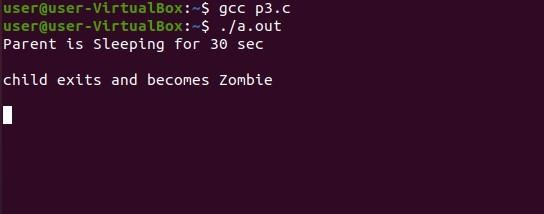 user@user-VirtualBox:~$ gcc p3.c
user@user-VirtualBox:~$ ./a.out
Parent is Sleeping for 30 sec
child exits and becomes Zombie